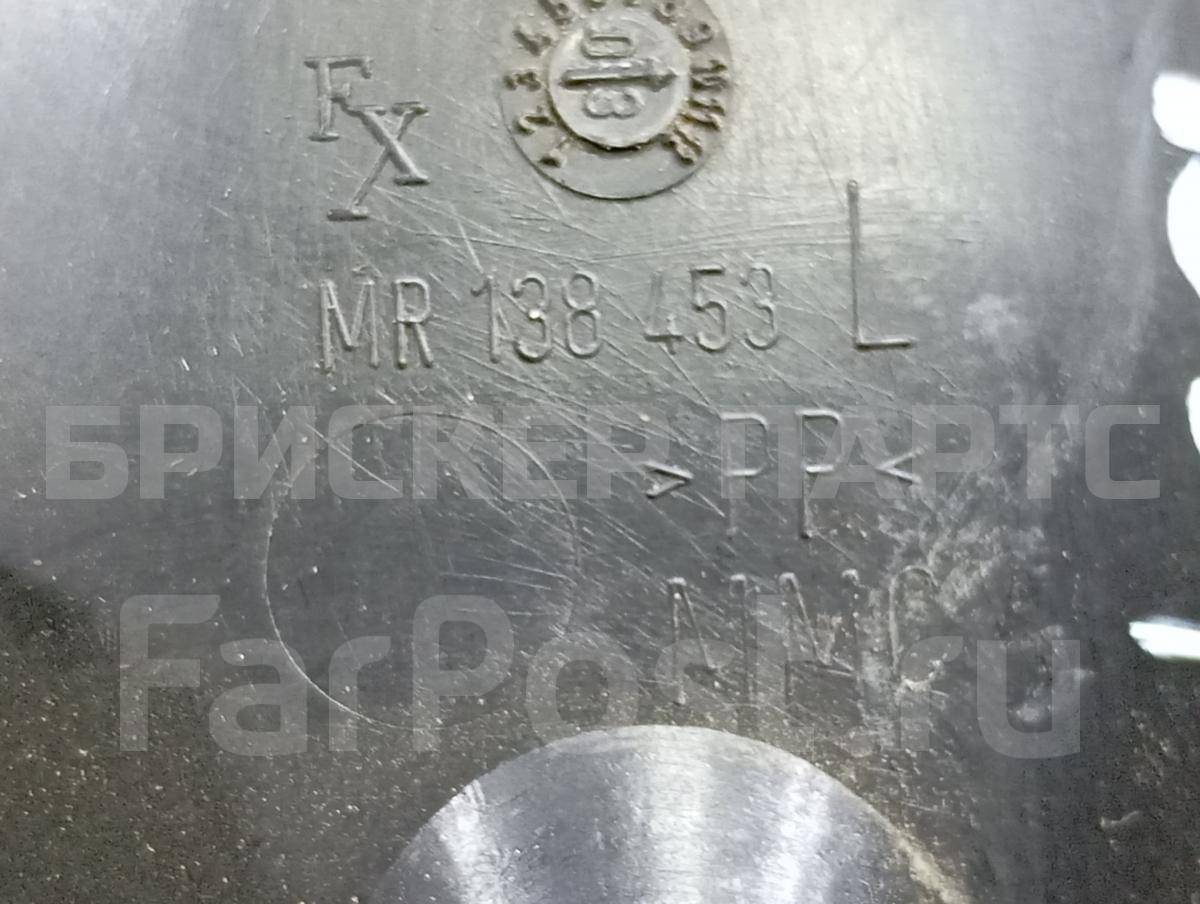 FX
MR 138 453 L
БРИСКЕР ПАРТС
>PP<
FarPost.ru